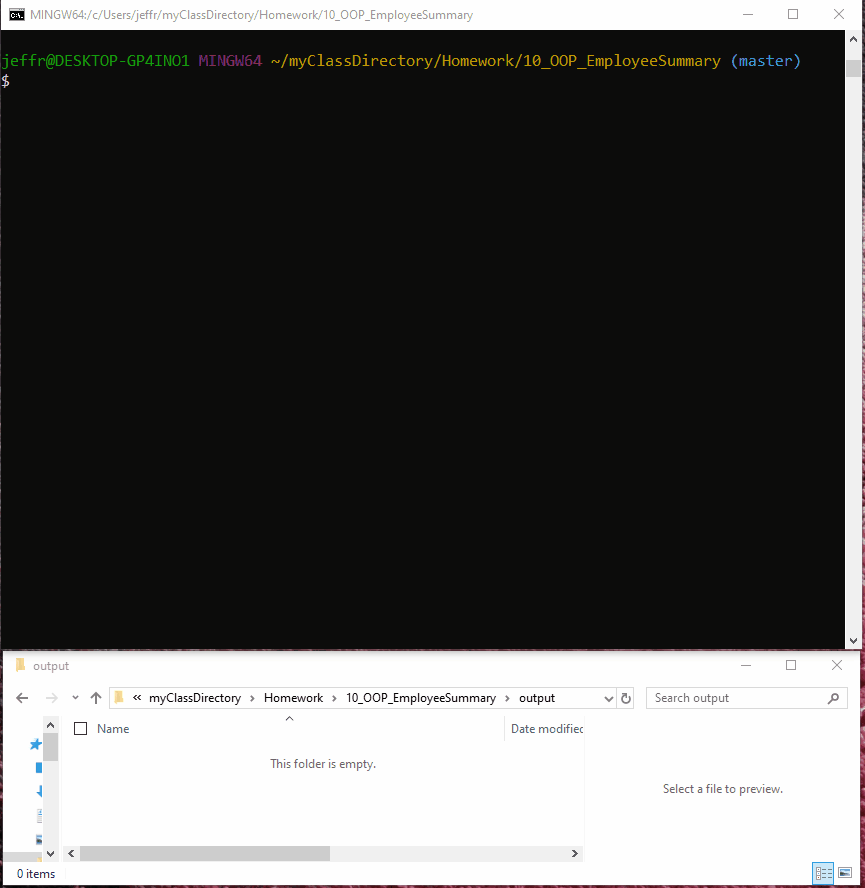 MINGW64:/c/Users/jeffr/myClassDirectory/Homework/10_OOP_EmployeeSummary
jeffr@DESKTOP-GP4INO1 MINGW64 ~/myClassDirectory/Homework/10_OOP_EmployeeSummary (master)
$
output
« myClassDirectory › Homework › 10_OOP_EmployeeSummary › output
Search output
Name
Date modified
This folder is empty.
Select a file to preview.
0 items